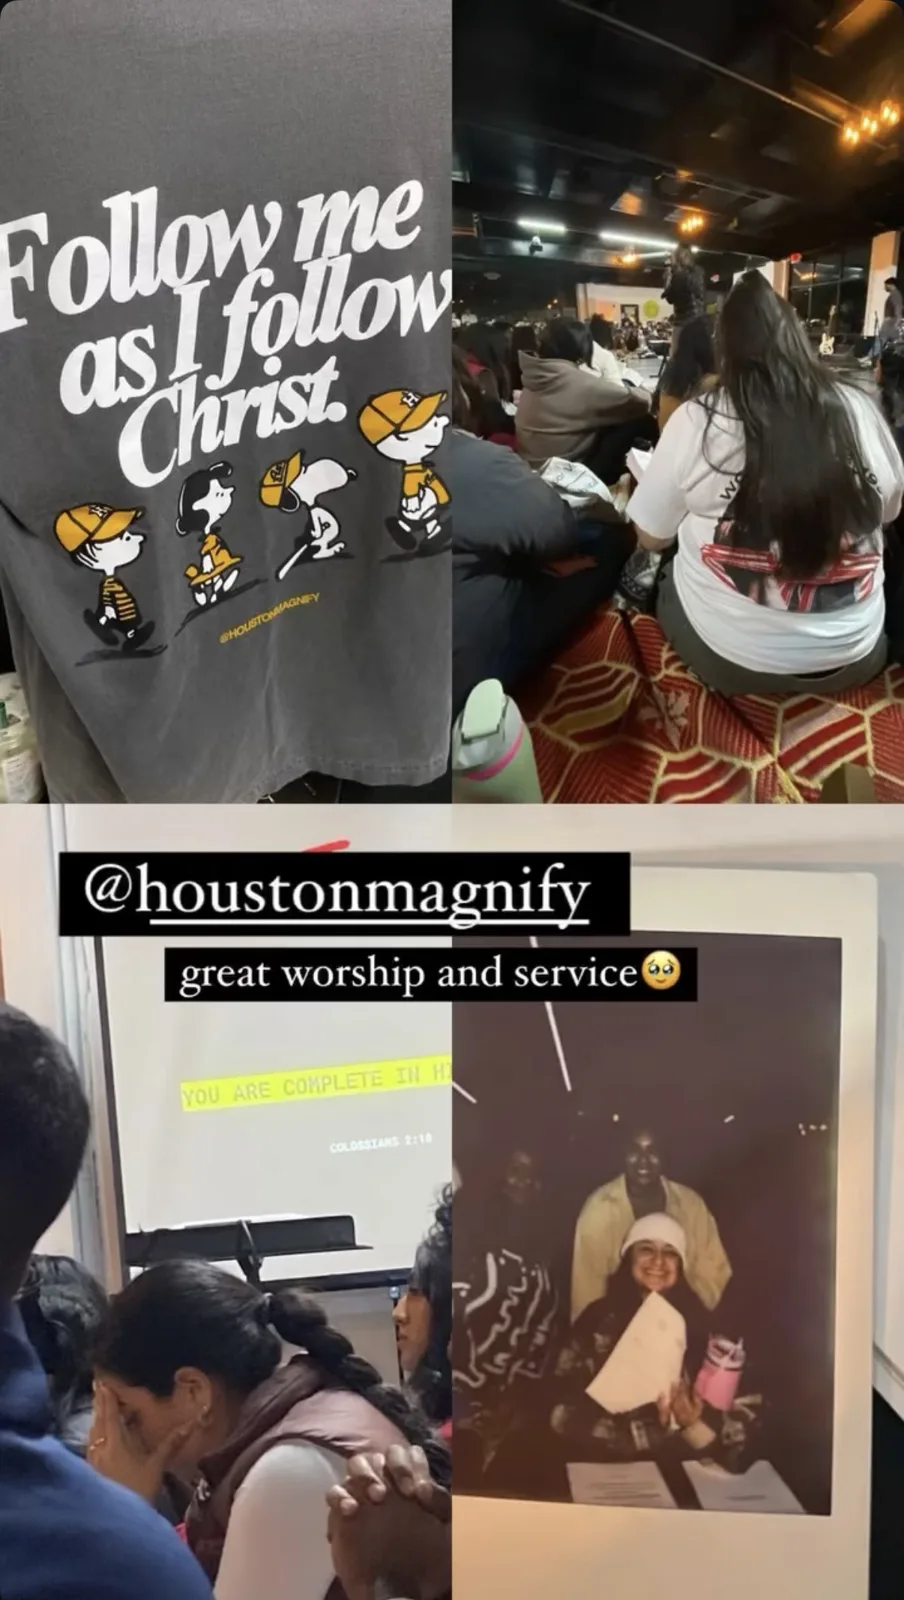 Follow me
as I follow
Christ.
H
@HOUSTONMAGNIFY
@houstonmagnify
great worship and service🥹
YOU ARE COMPLETE IN
COLOSSIANS 2:10